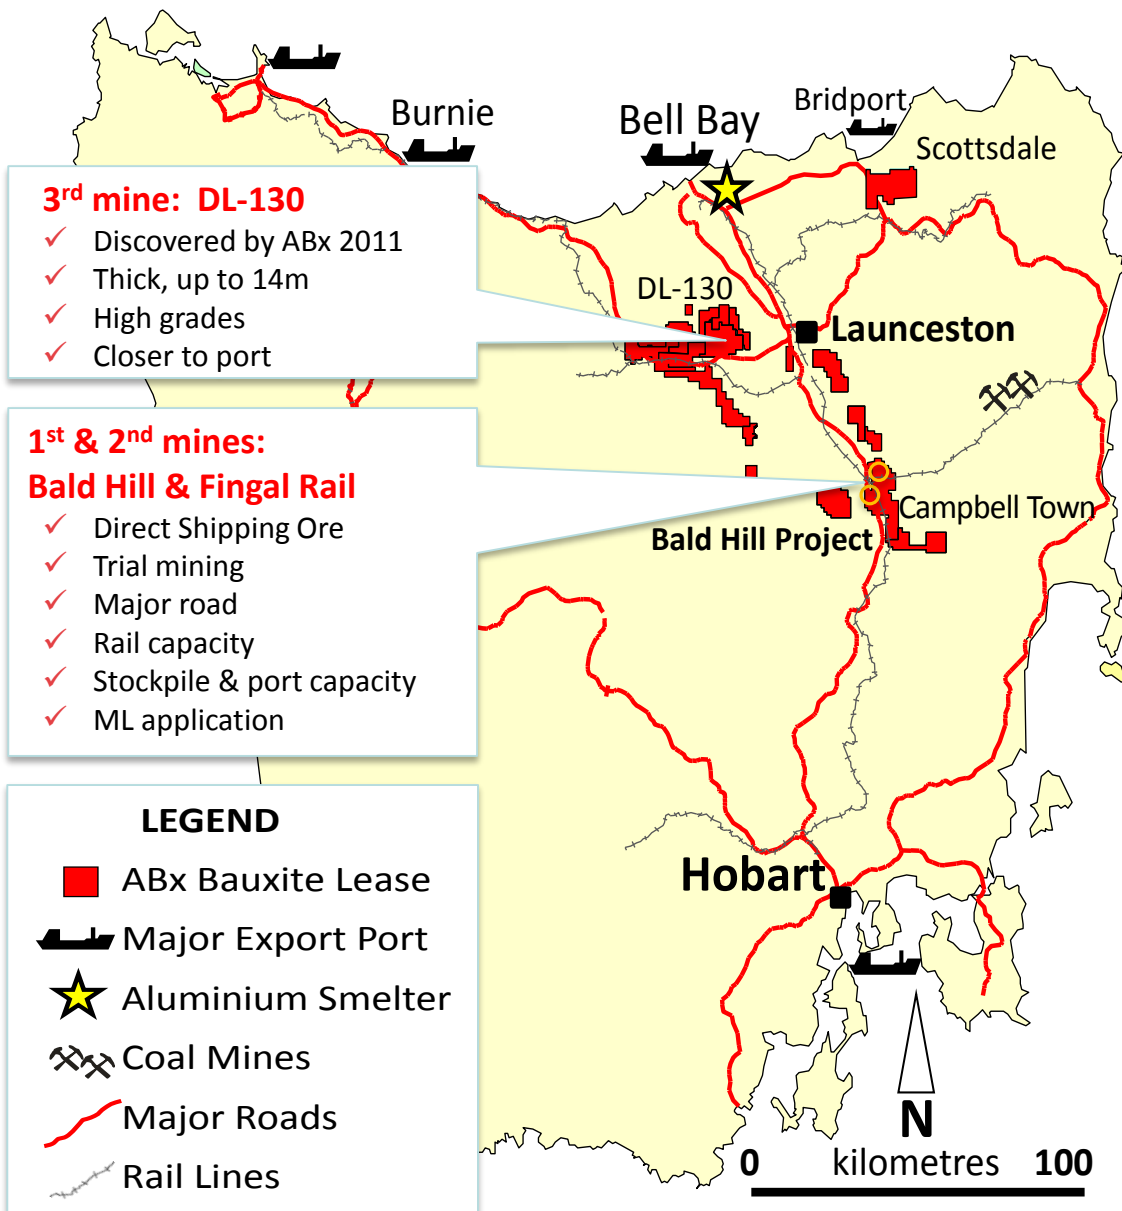 Burnie
Bell Bay
Bridport
Scottsdale
3rd mine: DL-130
✓ Discovered by ABx 2011
✓ Thick, up to 14m
✓ High grades
✓ Closer to port
DL-130
Launceston
1st & 2nd mines:
Bald Hill & Fingal Rail
✓ Direct Shipping Ore
✓ Trial mining
✓ Major road
✓ Rail capacity
✓ Stockpile & port capacity
✓ ML application
Campbell Town
Bald Hill Project
Hobart
LEGEND
ABx Bauxite Lease
Major Export Port
Aluminium Smelter
Coal Mines
Major Roads
Rail Lines
N
0 kilometres 100